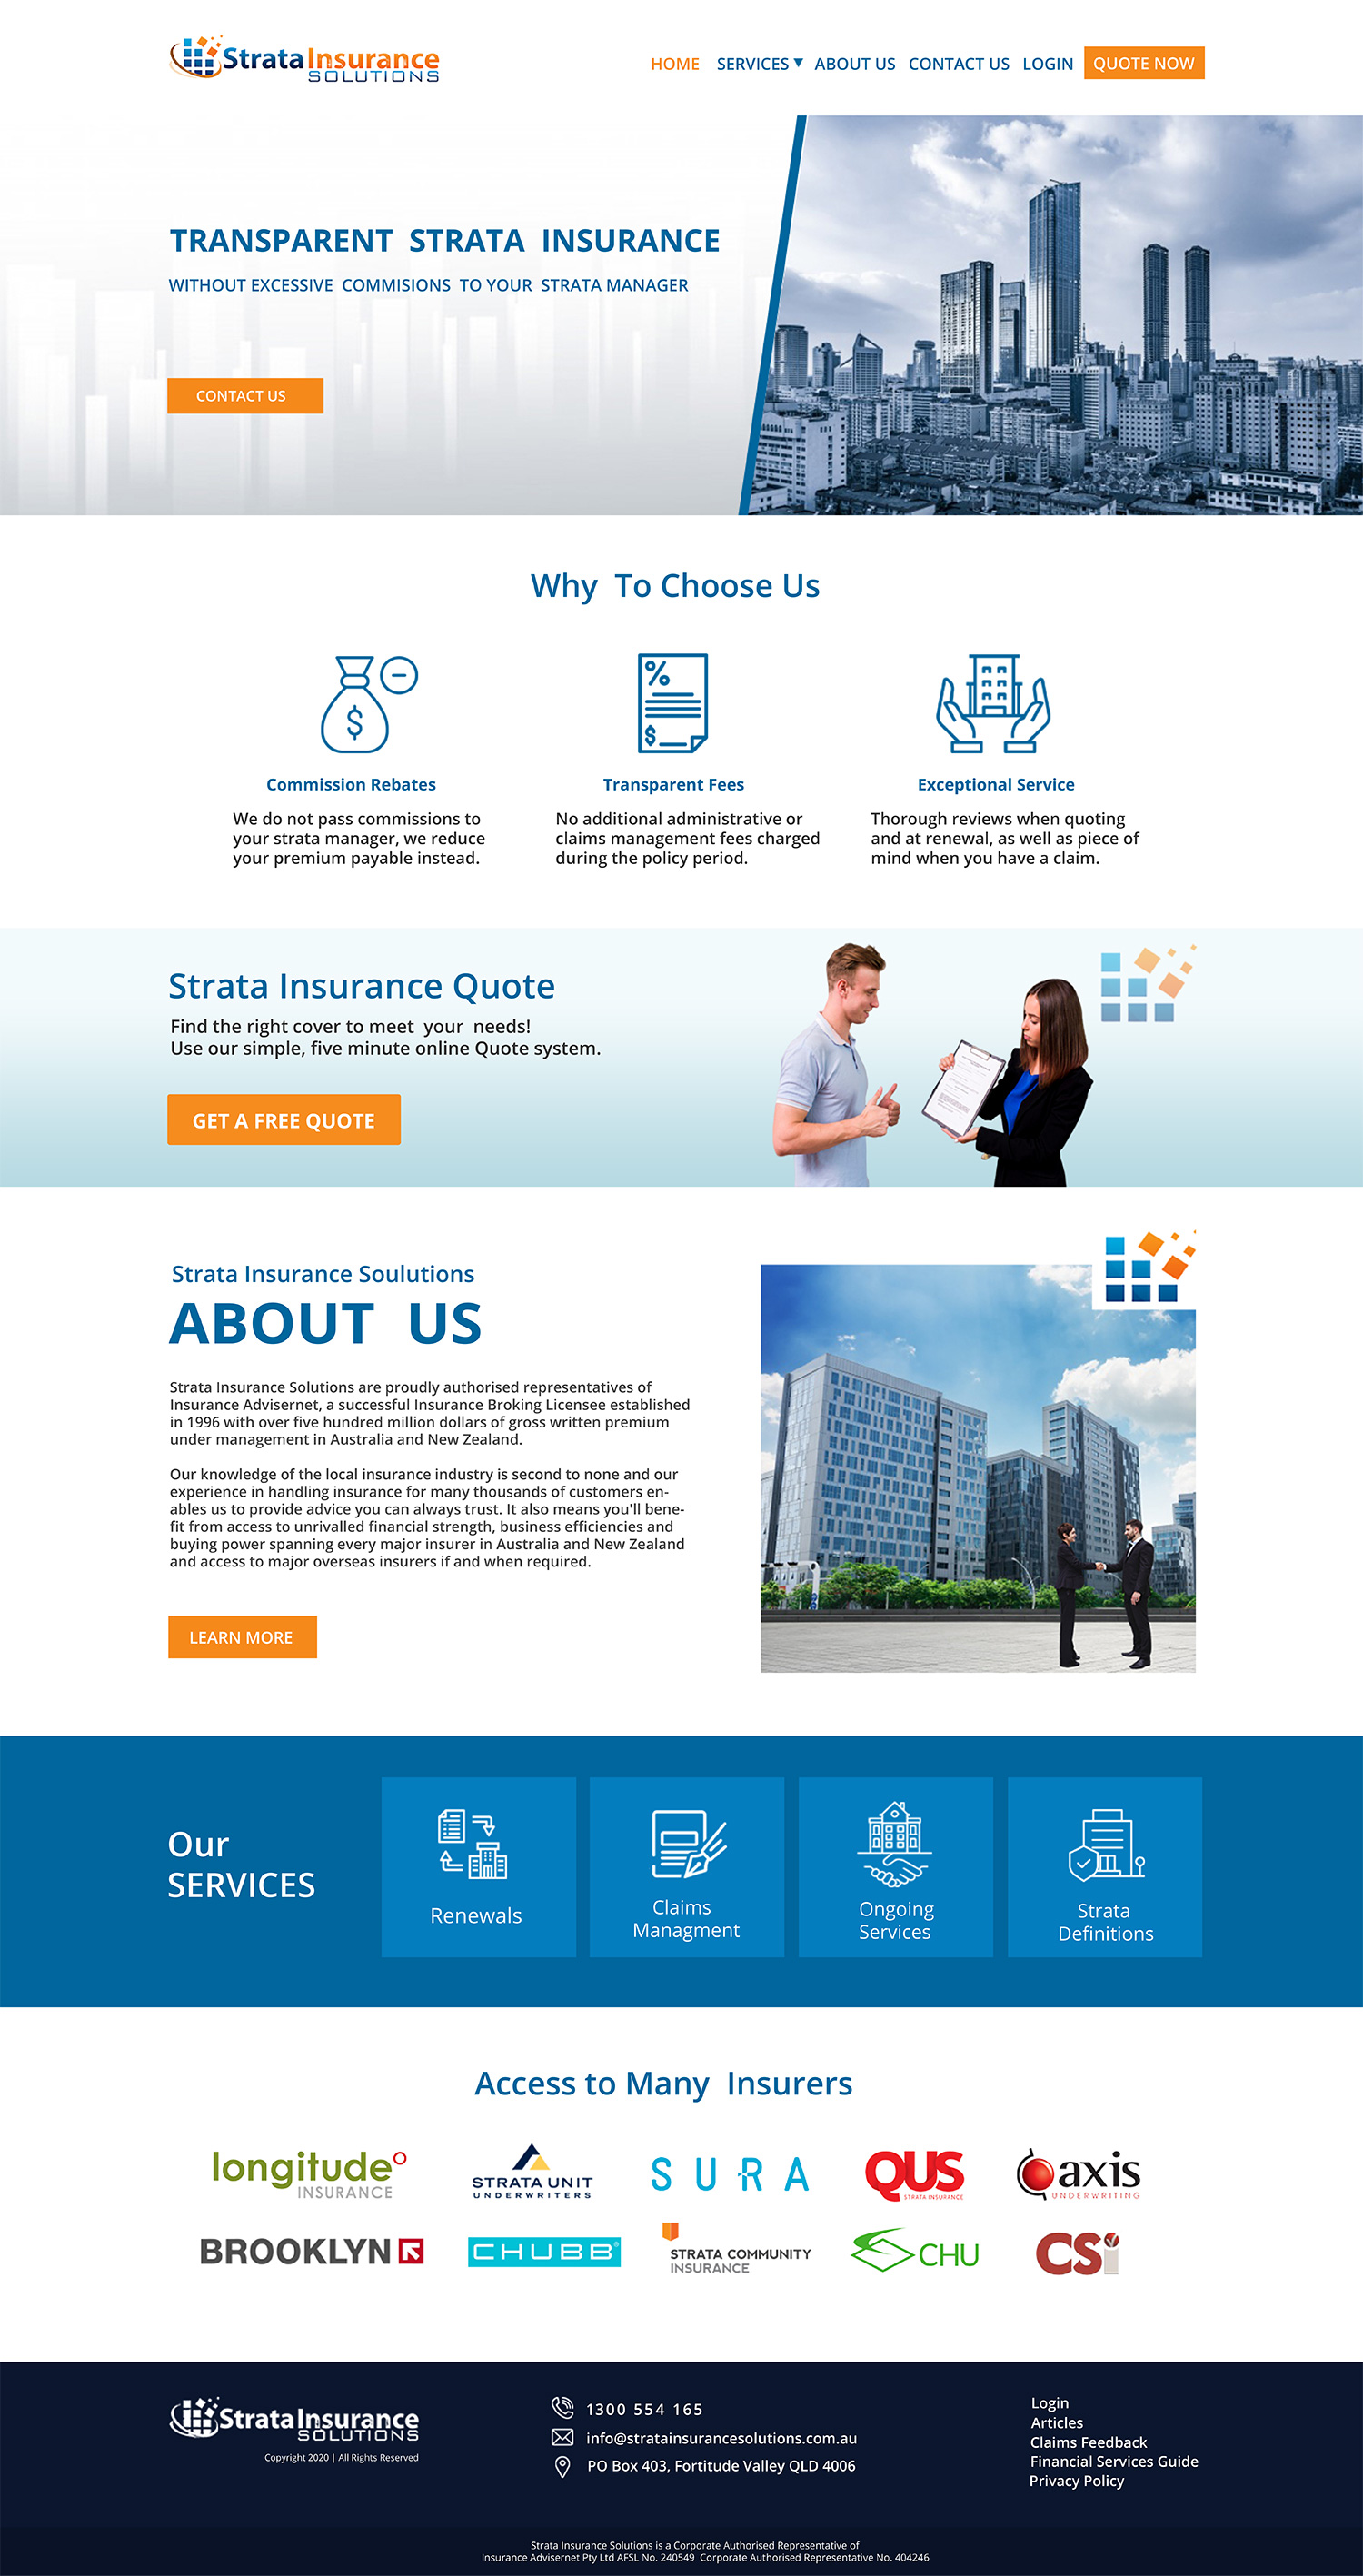 Strata Insurance
SOLUTIONS
HOME SERVICES ▼ ABOUT US CONTACT US LOGIN QUOTE NOW
TRANSPARENT STRATA INSURANCE
WITHOUT EXCESSIVE COMMISIONS TO YOUR STRATA MANAGER
CONTACT US
Why To Choose Us
Commission Rebates
We do not pass commissions to
your strata manager, we reduce
your premium payable instead.
Transparent Fees
No additional administrative or
claims management fees charged
during the policy period.
Exceptional Service
Thorough reviews when quoting
and at renewal, as well as piece of
mind when you have a claim.
Strata Insurance Quote
Find the right cover to meet your needs!
Use our simple, five minute online Quote system.
GET A FREE QUOTE
Strata Insurance Soulutions
ABOUT US
Strata Insurance Solutions are proudly authorised representatives of
Insurance Advisernet, a successful Insurance Broking Licensee established
in 1996 with over five hundred million dollars of gross written premium
under management in Australia and New Zealand.
Our knowledge of the local insurance industry is second to none and our
experience in handling insurance for many thousands of customers en-
ables us to provide advice you can always trust. It also means you'll bene-
fit from access to unrivalled financial strength, business efficiencies and
buying power spanning every major insurer in Australia and New Zealand
and access to major overseas insurers if and when required.
LEARN MORE
Our
SERVICES
Renewals
Claims
Managment
Ongoing
Services
Strata
Definitions
Access to Many Insurers
longitude
INSURANCE
STRATA UNIT
UNDERWRITERS
SURA
QUS
STRATA INSURANCE
axis
UNDERWRITING
BROOKLYN
CHUBB
STRATA COMMUNITY
INSURANCE
CHU
CSi
Strata Insurance
SOLUTIONS
Copyright 2020 | All Rights Reserved
1300 554 165
info@stratainsurancesolutions.com.au
PO Box 403, Fortitude Valley QLD 4006
Login
Articles
Claims Feedback
Financial Services Guide
Privacy Policy
Strata Insurance Solutions is a Corporate Authorised Representative of
Insurance Advisernet Pty Ltd AFSL No. 240549 Corporate Authorised Representative No. 404246